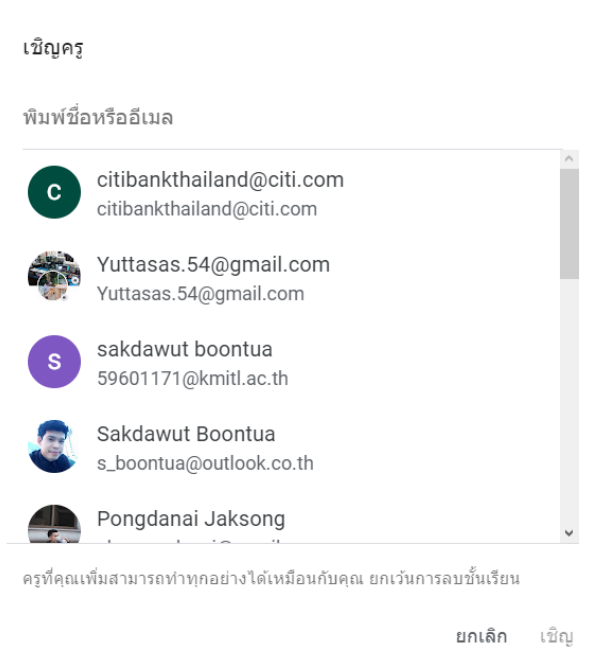 เชิญครู
พิมพ์ชื่อหรืออีเมล
C
citibankthailand@citi.com
citibankthailand@citi.com
Yuttasas.54@gmail.com
Yuttasas.54@gmail.com
S
sakdawut boontua
59601171@kmitl.ac.th
Sakdawut Boontua
s_boontua@outlook.co.th
Pongdanai Jaksong
ครูที่คุณเพิ่มสามารถทำทุกอย่างได้เหมือนกับคุณ ยกเว้นการลบชั้นเรียน
ยกเลิก เชิญ